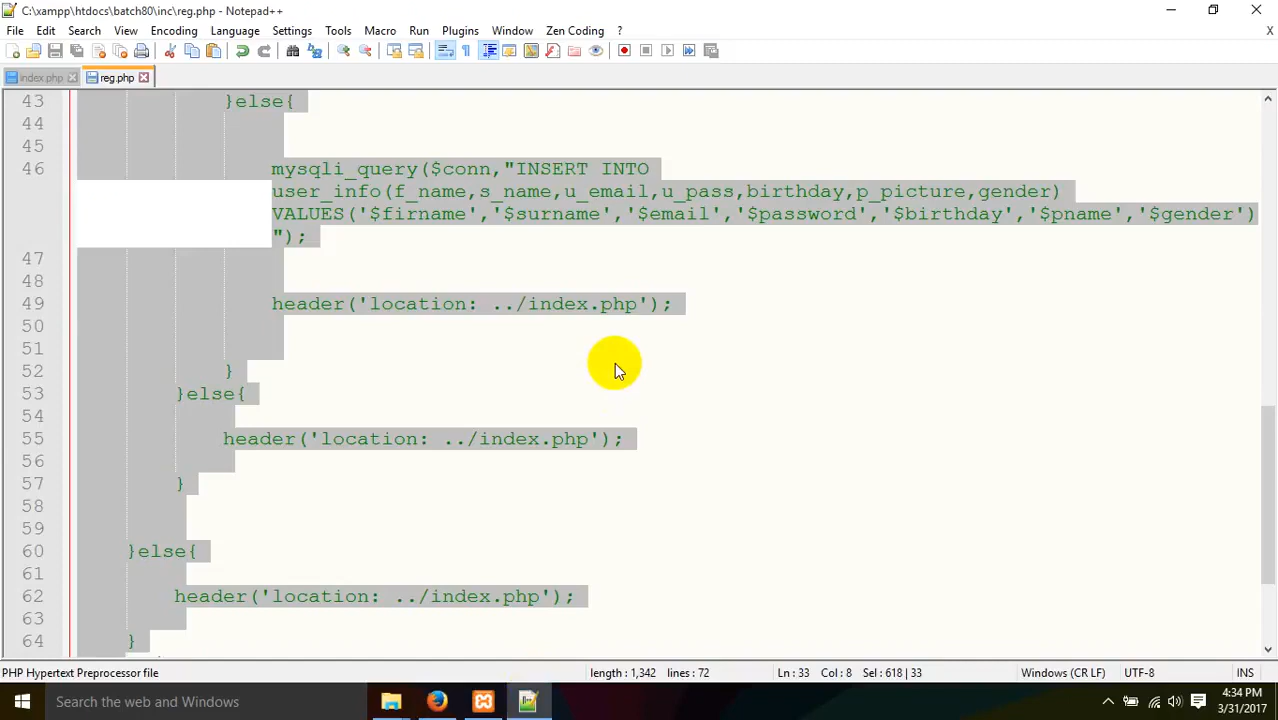 C:\xampp\htdocs\batch80\inc\reg.php - Notepad++
File Edit Search View Encoding Language Settings Tools Macro Run Plugins Window Zen Coding ?
X
index.php reg.php
43 }else{
44
45
46 mysqli_query($conn,"INSERT INTO
user_info(f_name,s_name,u_email,u_pass,birthday,p_picture,gender)
VALUES('$firname','$surname','$email','$password','$birthday','$pname','$gender')
");
47
48
49 header('location: ../index.php');
50
51
52 }
53 }else{
54
55 header('location: ../index.php');
56
57 }
58
59
60 }else{
61
62 header('location: ../index.php');
63
64 }
PHP Hypertext Preprocessor file length : 1,342 lines : 72 Ln : 33 Col : 8 Sel : 618 | 33 Windows (CR LF) UTF-8 INS
Search the web and Windows
4:34 PM
3/31/2017